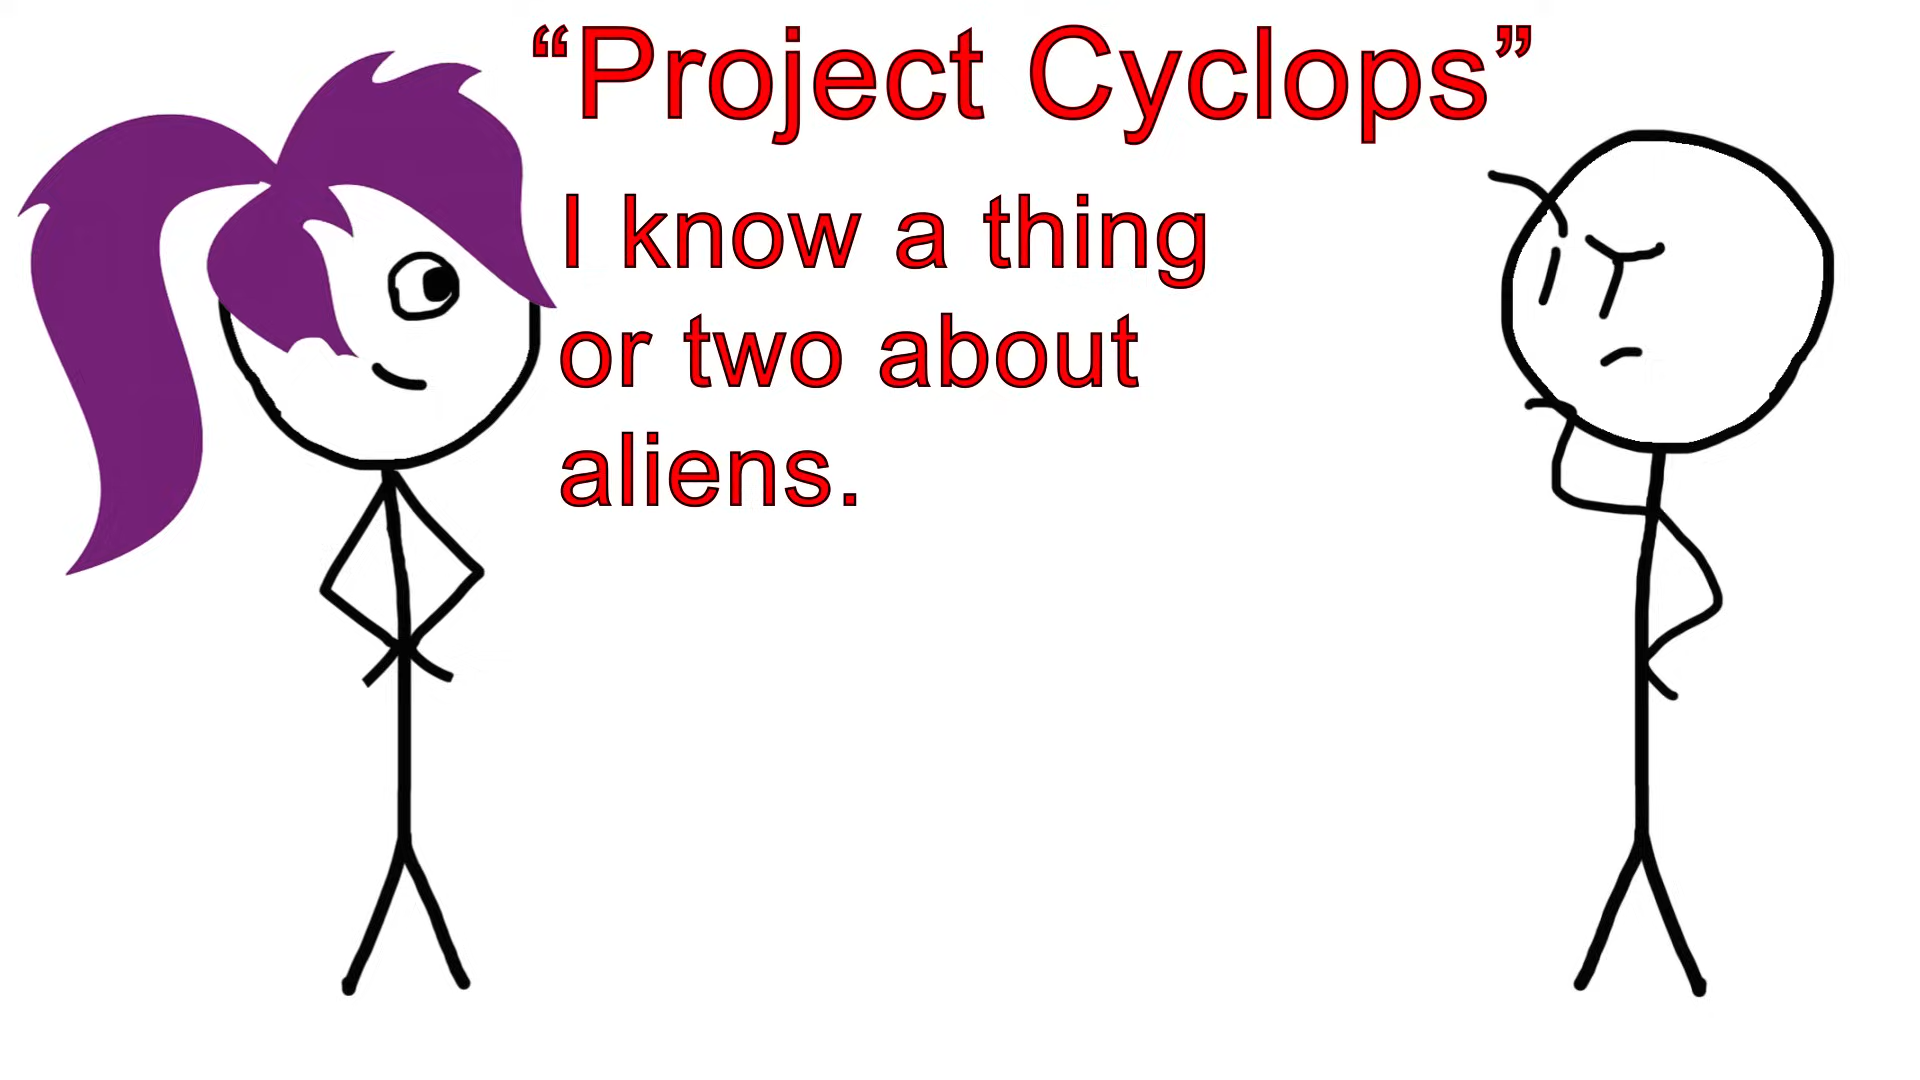 “Project Cyclops”
I know a thing
or two about
aliens.